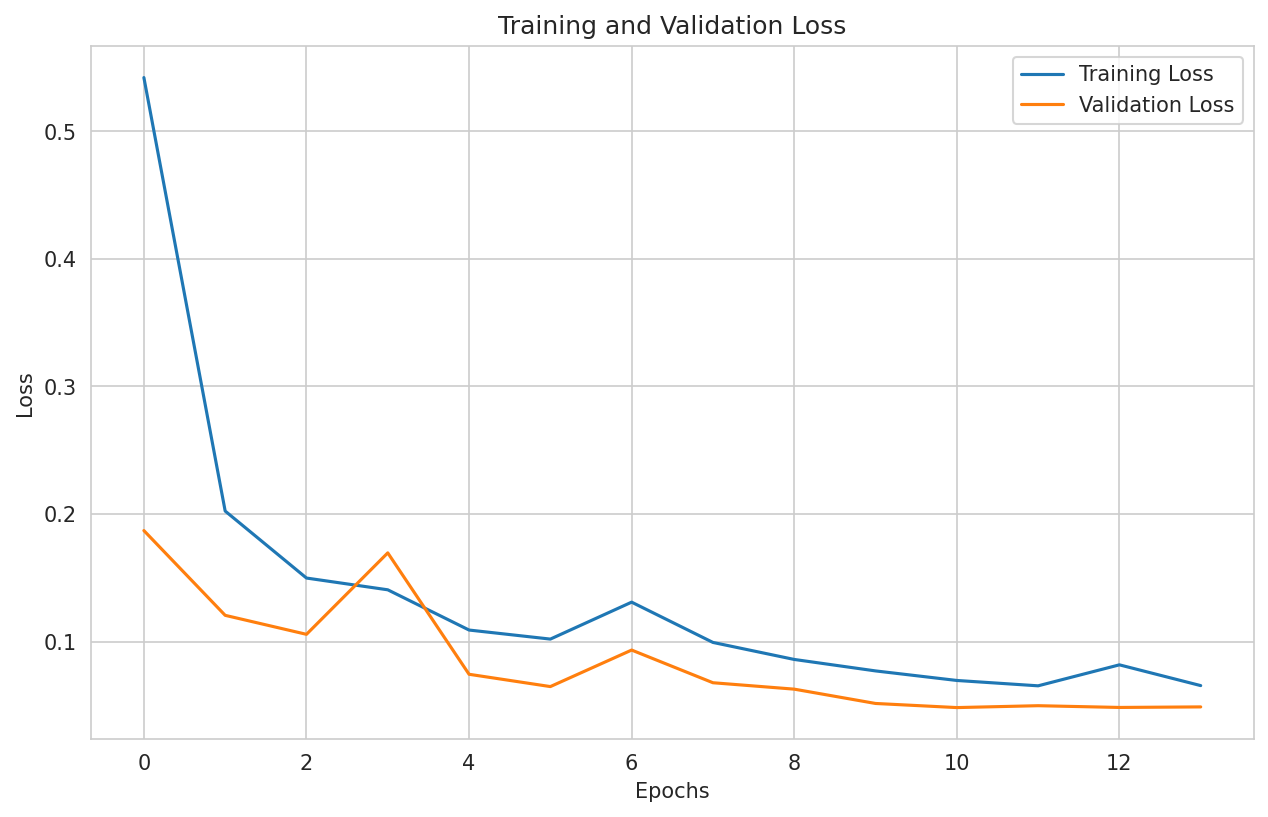 Training and Validation Loss
Training Loss
Validation Loss
0.5
0.4
0.3
0.2
0.1
Loss
0 2 4 6 8 10 12
Epochs